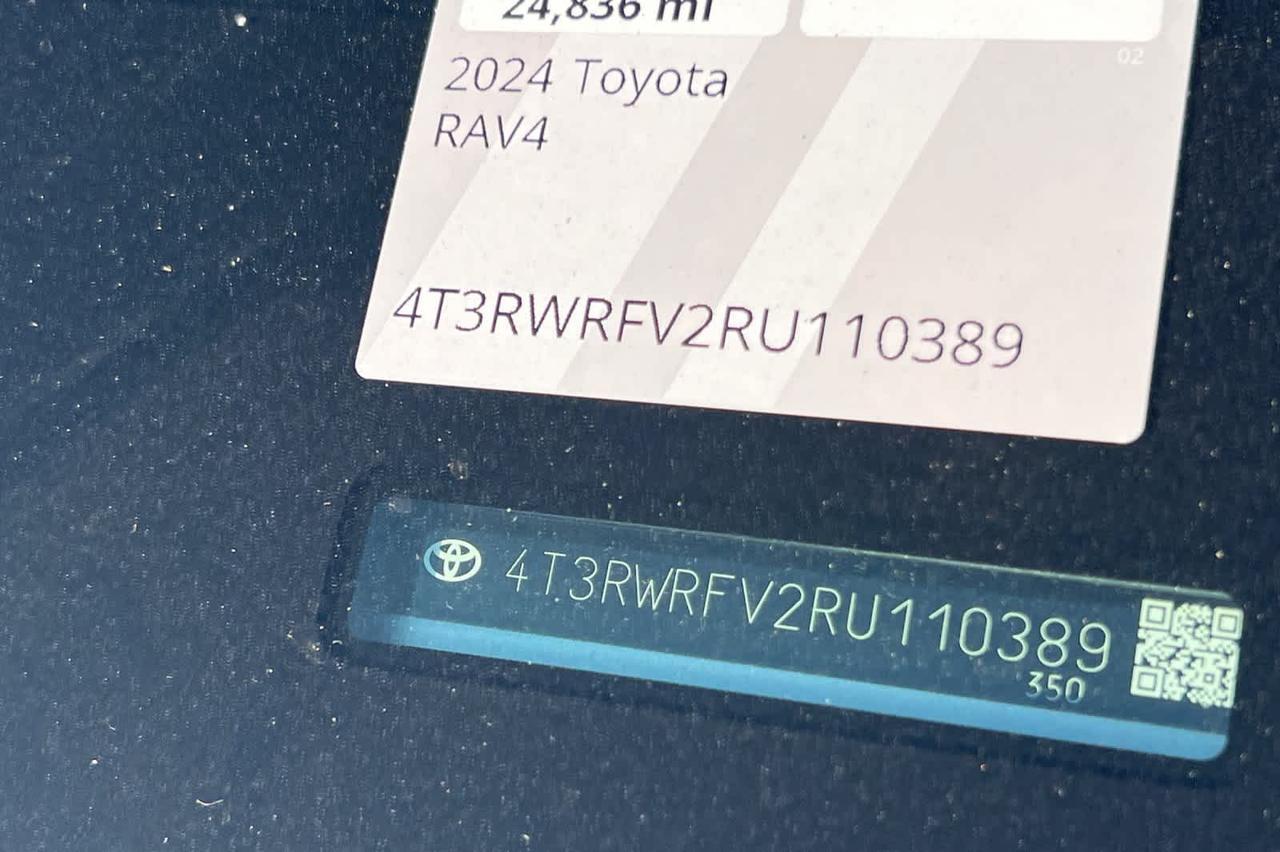 24,836 mi
02
2024 Toyota
RAV4
4T3RWRFV2RU110389
4T3RWRFV2RU110389
350